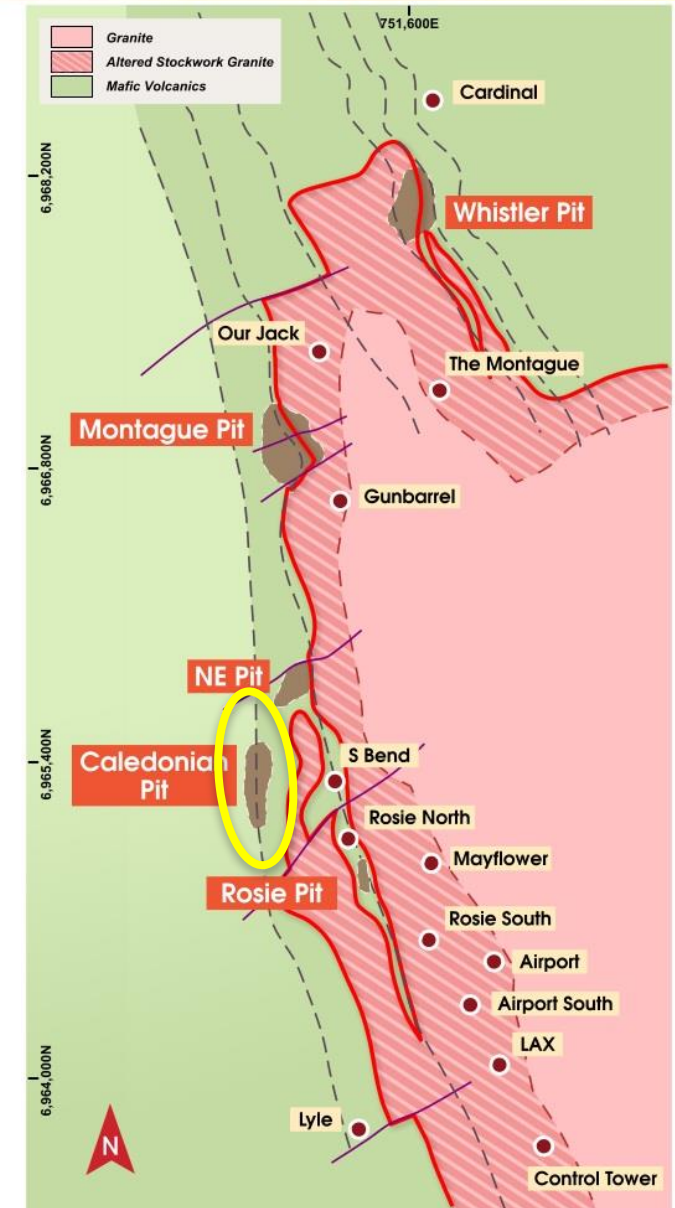 751,600E
Granite
Altered Stockwork Granite
Mafic Volcanics
Cardinal
6,968,200N
Whistler Pit
Our Jack
The Montague
Montague Pit
6,966,800N
Gunbarrel
NE Pit
Caledonian
Pit
6,965,400N
S Bend
Rosie North
Mayflower
Rosie Pit
Rosie South
Airport
Airport South
LAX
6,964,000N
Lyle
N
Control Tower